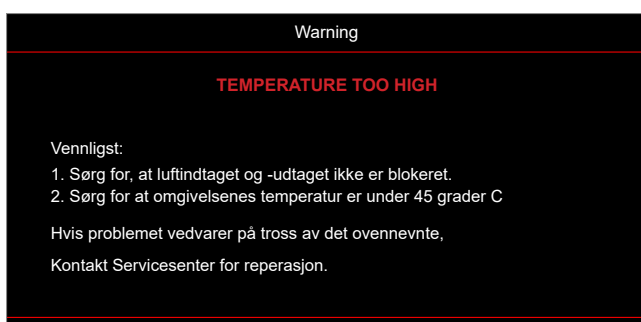 Warning
TEMPERATURE TOO HIGH
Vennligst:
1. Sørg for, at luftindtaget og -udtaget ikke er blokeret.
2. Sørg for at omgivelsenes temperatur er under 45 grader C
Hvis problemet vedvarer på tross av det ovennevnte,
Kontakt Servicesenter for reperasjon.